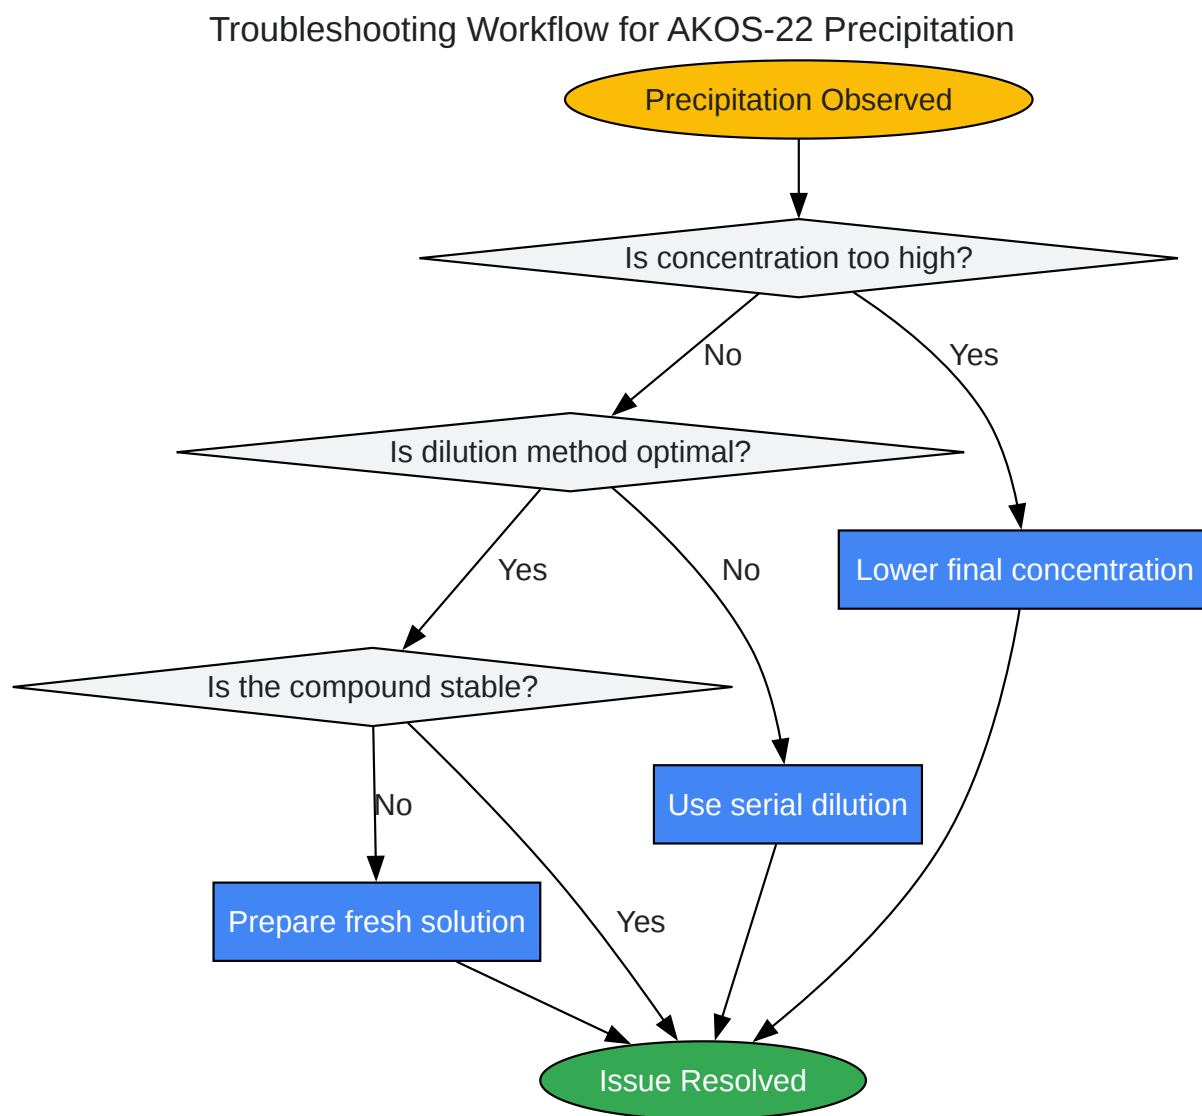 Troubleshooting Workflow for AKOS-22 Precipitation
Precipitation Observed
Is concentration too high?
No
Yes
Is dilution method optimal?
Yes
No
Lower final concentration
Is the compound stable?
No
Use serial dilution
Prepare fresh solution
Yes
Issue Resolved